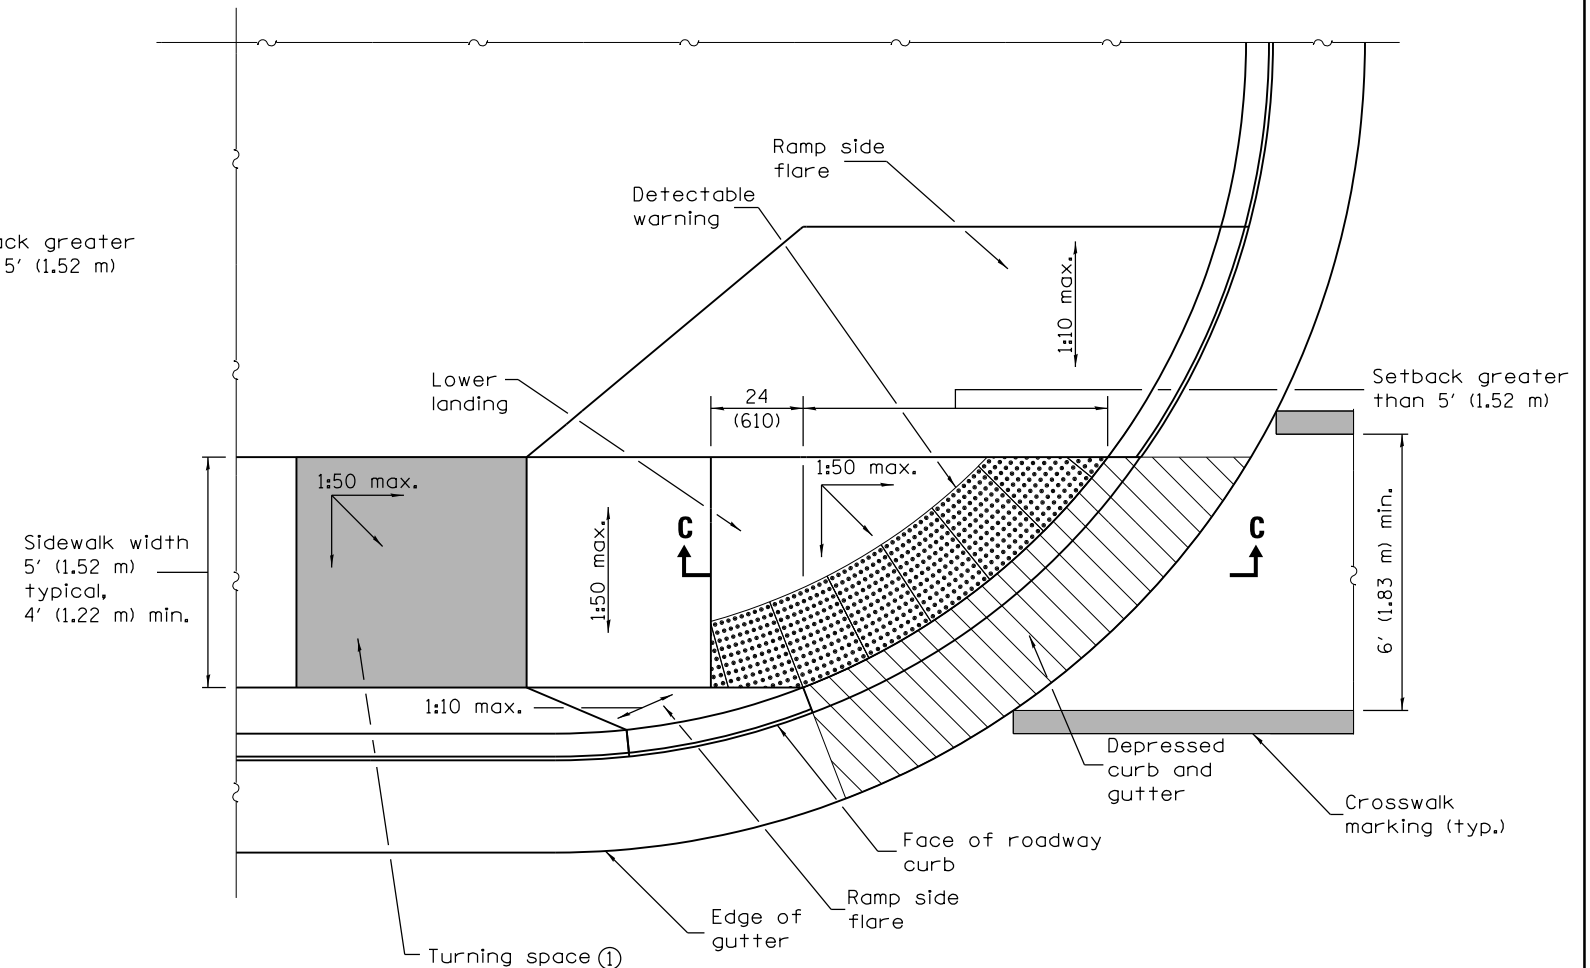 Ramp side
flare
Detectable
warning
ack greater
5' (1.52 m)
1:10 max.
Lower
landing
24
(610)
Setback greater
than 5' (1.52 m)
1:50 max.
1:50 max.
Sidewalk width
5' (1.52 m)
typical,
4' (1.22 m) min.
1:50 max.
C
C
6' (1.83 m) min.
1:10 max.
Depressed
curb and
gutter
Crosswalk
marking (typ.)
Face of roadway
curb
Ramp side
flare
Edge of
gutter
Turning space ①